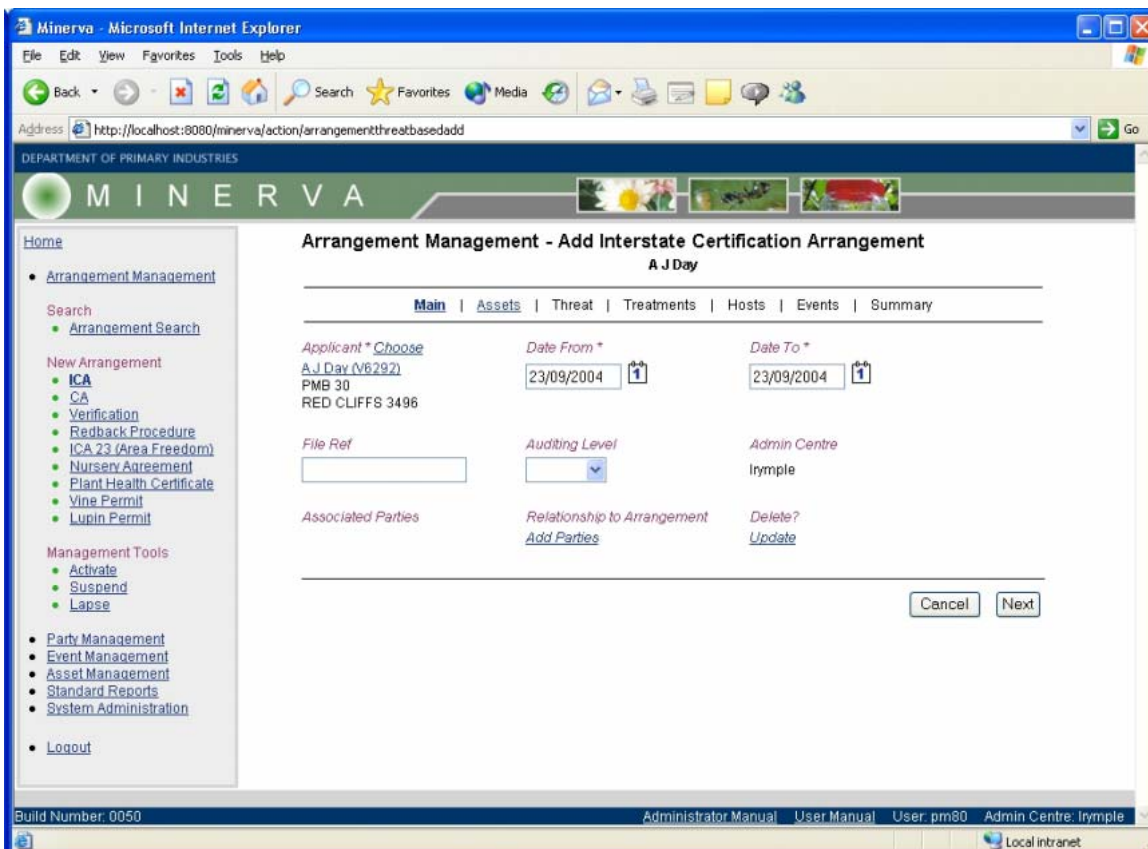 Minerva - Microsoft Internet Explorer
File Edit View Favorites Tools Help
Back Search Favorites Media
Address http://localhost:8080/minerva/action/arrangementthreatbasedadd Go
DEPARTMENT OF PRIMARY INDUSTRIES
MINERVA
Home
Arrangement Management
Search
Arrangement Search
New Arrangement
ICA
CA
Verification
Redback Procedure
ICA 23 (Area Freedom)
Nursery Agreement
Plant Health Certificate
Vine Permit
Lupin Permit
Management Tools
Activate
Suspend
Lapse
Party Management
Event Management
Asset Management
Standard Reports
System Administration
Logout
Arrangement Management - Add Interstate Certification Arrangement
A J Day
Main | Assets | Threat | Treatments | Hosts | Events | Summary
Applicant * Choose Date From * Date To *
A J Day (V6292) 23/09/2004 1 23/09/2004 1
PMB 30
RED CLIFFS 3496
File Ref Auditing Level Admin Centre
Irymple
Associated Parties Relationship to Arrangement Delete?
Add Parties Update
Cancel Next
Build Number: 0050 Administrator Manual User Manual User: pm80 Admin Centre: Irymple
Local intranet